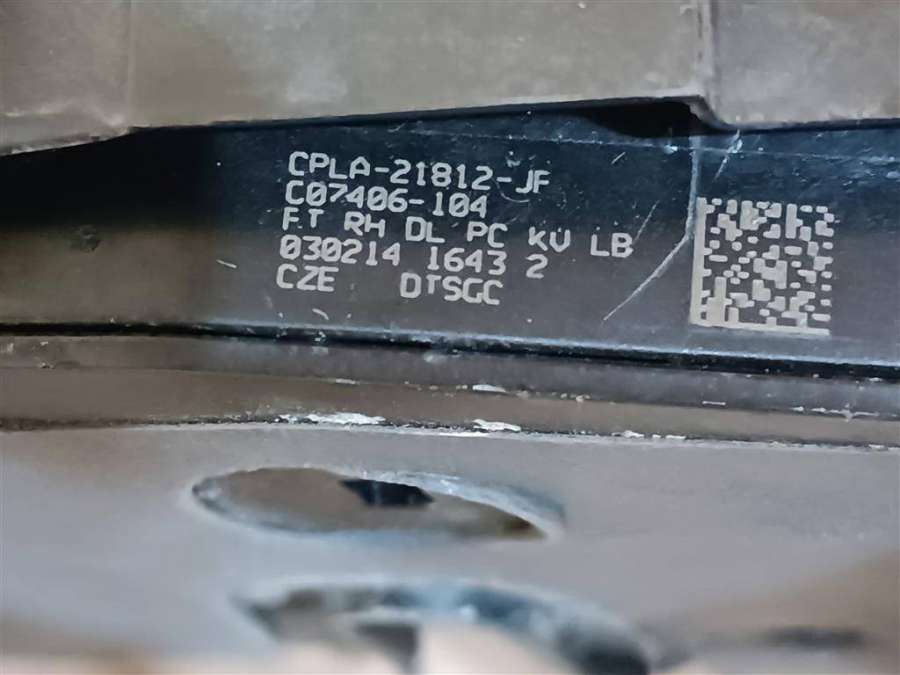 CPLA-21812-JF
C07406-104
FT RH DL PC KV LB
030214 1643 2
CZE DTSGC